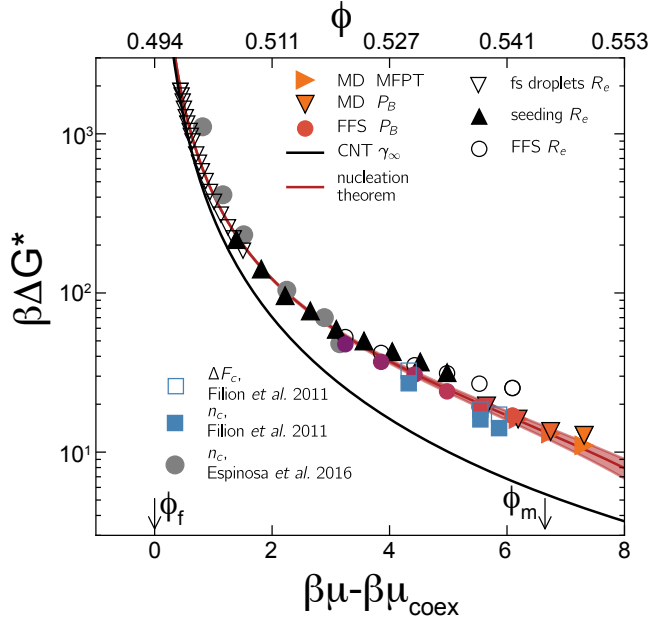 ϕ
0.494 0.511 0.527 0.541 0.553
10³
10²
10¹
βΔG*
MD MFPT
MD P_B
FFS P_B
CNT γ_∞
nucleation
theorem
fs droplets R_e
seeding R_e
FFS R_e
ΔF_c,
Filion et al. 2011
n_c,
Filion et al. 2011
n_c,
Espinosa et al. 2016
ϕ_f
ϕ_m
0 2 4 6 8
βμ-βμ_coex